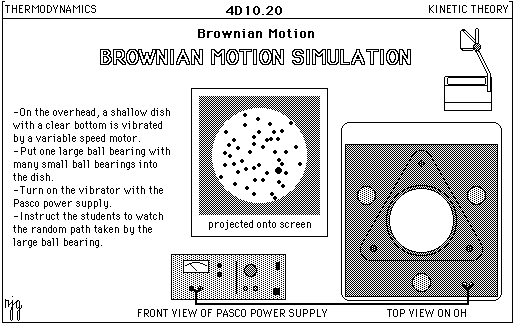 THERMODYNAMICS 4D10.20 KINETIC THEORY
Brownian Motion
BROWNIAN MOTION SIMULATION
-On the overhead, a shallow dish
with a clear bottom is vibrated
by a variable speed motor.
-Put one large ball bearing with
many small ball bearings into
the dish.
-Turn on the vibrator with the
Pasco power supply.
-Instruct the students to watch
the random path taken by the
large ball bearing.
projected onto screen
FRONT VIEW OF PASCO POWER SUPPLY
TOP VIEW ON OH